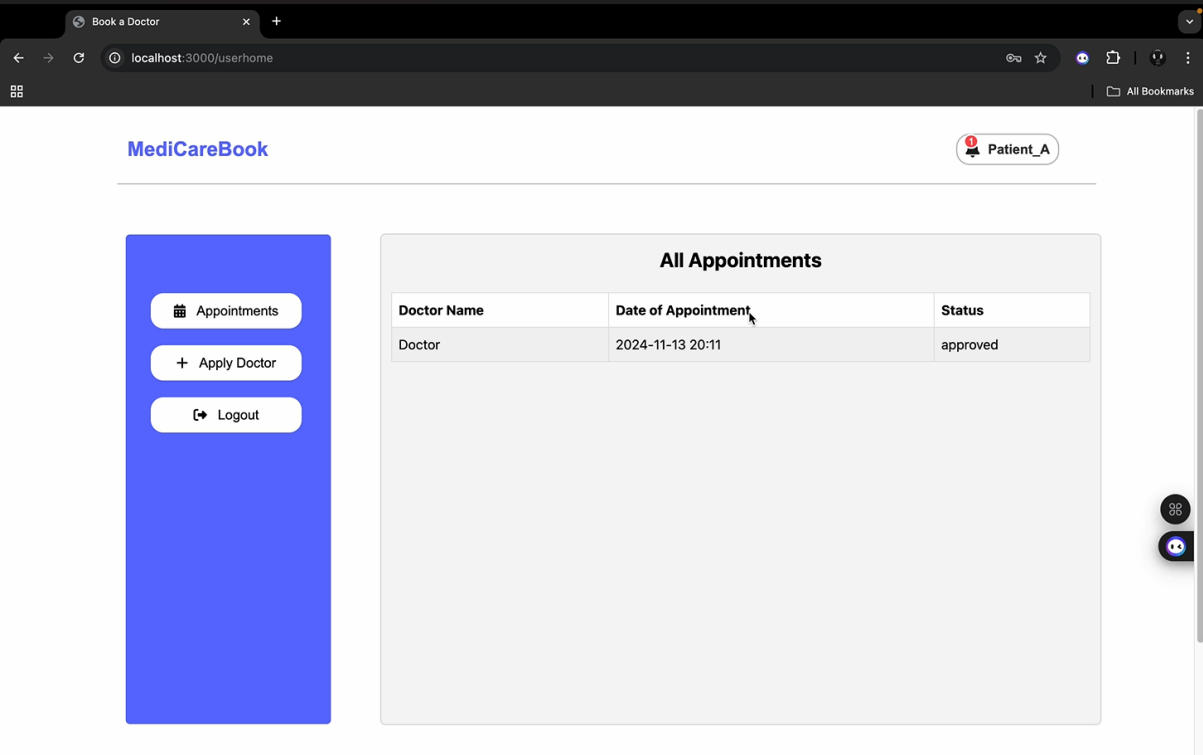 Book a Doctor
localhost:3000/userhome
All Bookmarks
MediCareBook
1
Patient_A
Appointments
Apply Doctor
Logout
All Appointments
Doctor Name Date of Appointment Status
Doctor 2024-11-13 20:11 approved